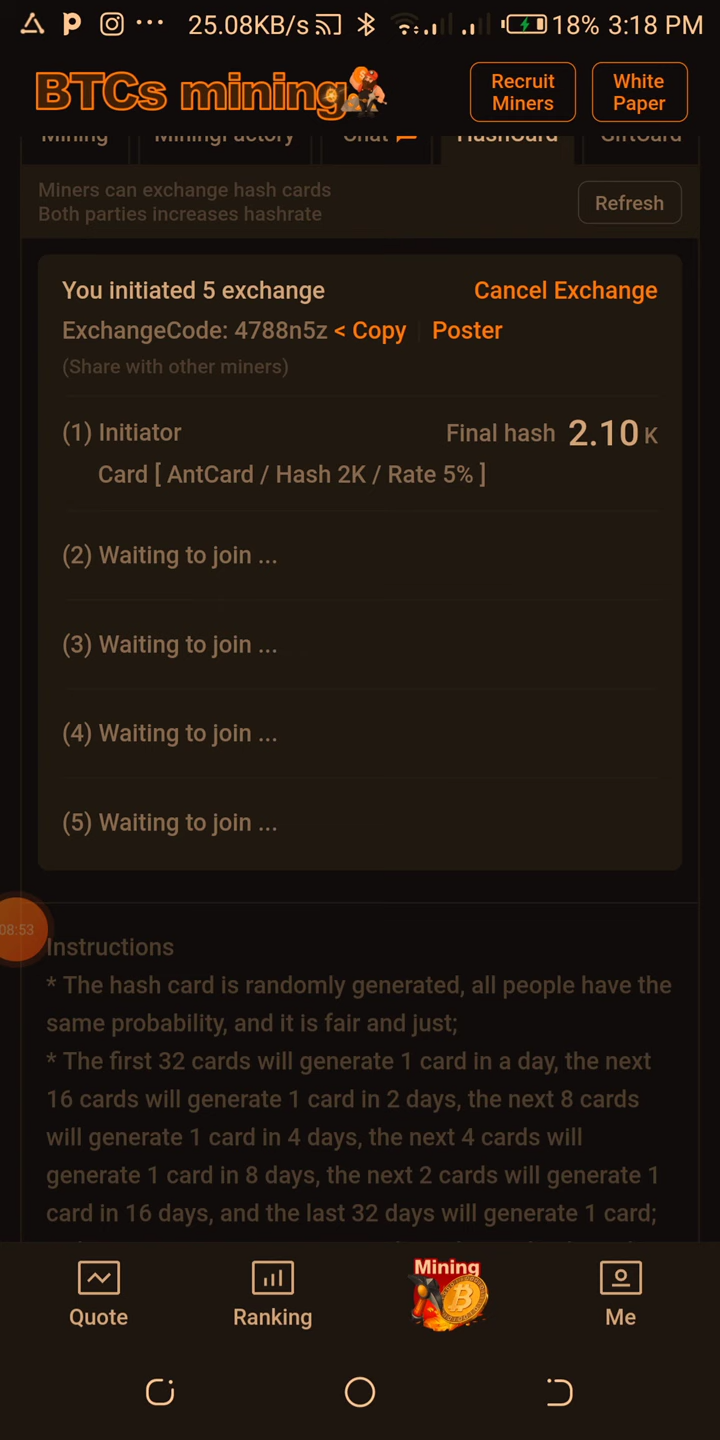 25.08KB/s 18% 3:18 PM
BTCs mining
Recruit Miners
White Paper
Mining MiningFactory Chat HashCard GiftCard
Miners can exchange hash cards
Both parties increases hashrate
Refresh
You initiated 5 exchange Cancel Exchange
ExchangeCode: 4788n5z < Copy Poster
(Share with other miners)
(1) Initiator Final hash 2.10 K
Card [ AntCard / Hash 2K / Rate 5% ]
(2) Waiting to join ...
(3) Waiting to join ...
(4) Waiting to join ...
(5) Waiting to join ...
08:53
Instructions
* The hash card is randomly generated, all people have the
same probability, and it is fair and just;
* The first 32 cards will generate 1 card in a day, the next
16 cards will generate 1 card in 2 days, the next 8 cards
will generate 1 card in 4 days, the next 4 cards will
generate 1 card in 8 days, the next 2 cards will generate 1
card in 16 days, and the last 32 days will generate 1 card;
Mining
Quote Ranking Me